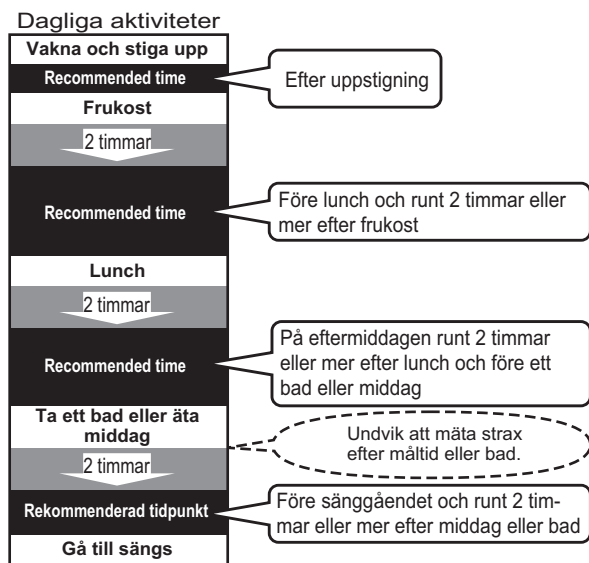 Dagliga aktiviteter
Vakna och stiga upp
Recommended time
Efter uppstigning
Frukost
2 timmar
Recommended time
Före lunch och runt 2 timmar eller
mer efter frukost
Lunch
2 timmar
Recommended time
På eftermiddagen runt 2 timmar
eller mer efter lunch och före ett
bad eller middag
Ta ett bad eller äta
middag
Undvik att mäta strax
efter måltid eller bad.
2 timmar
Rekommenderad tidpunkt
Före sänggåendet och runt 2 tim-
mar eller mer efter middag eller bad
Gå till sängs